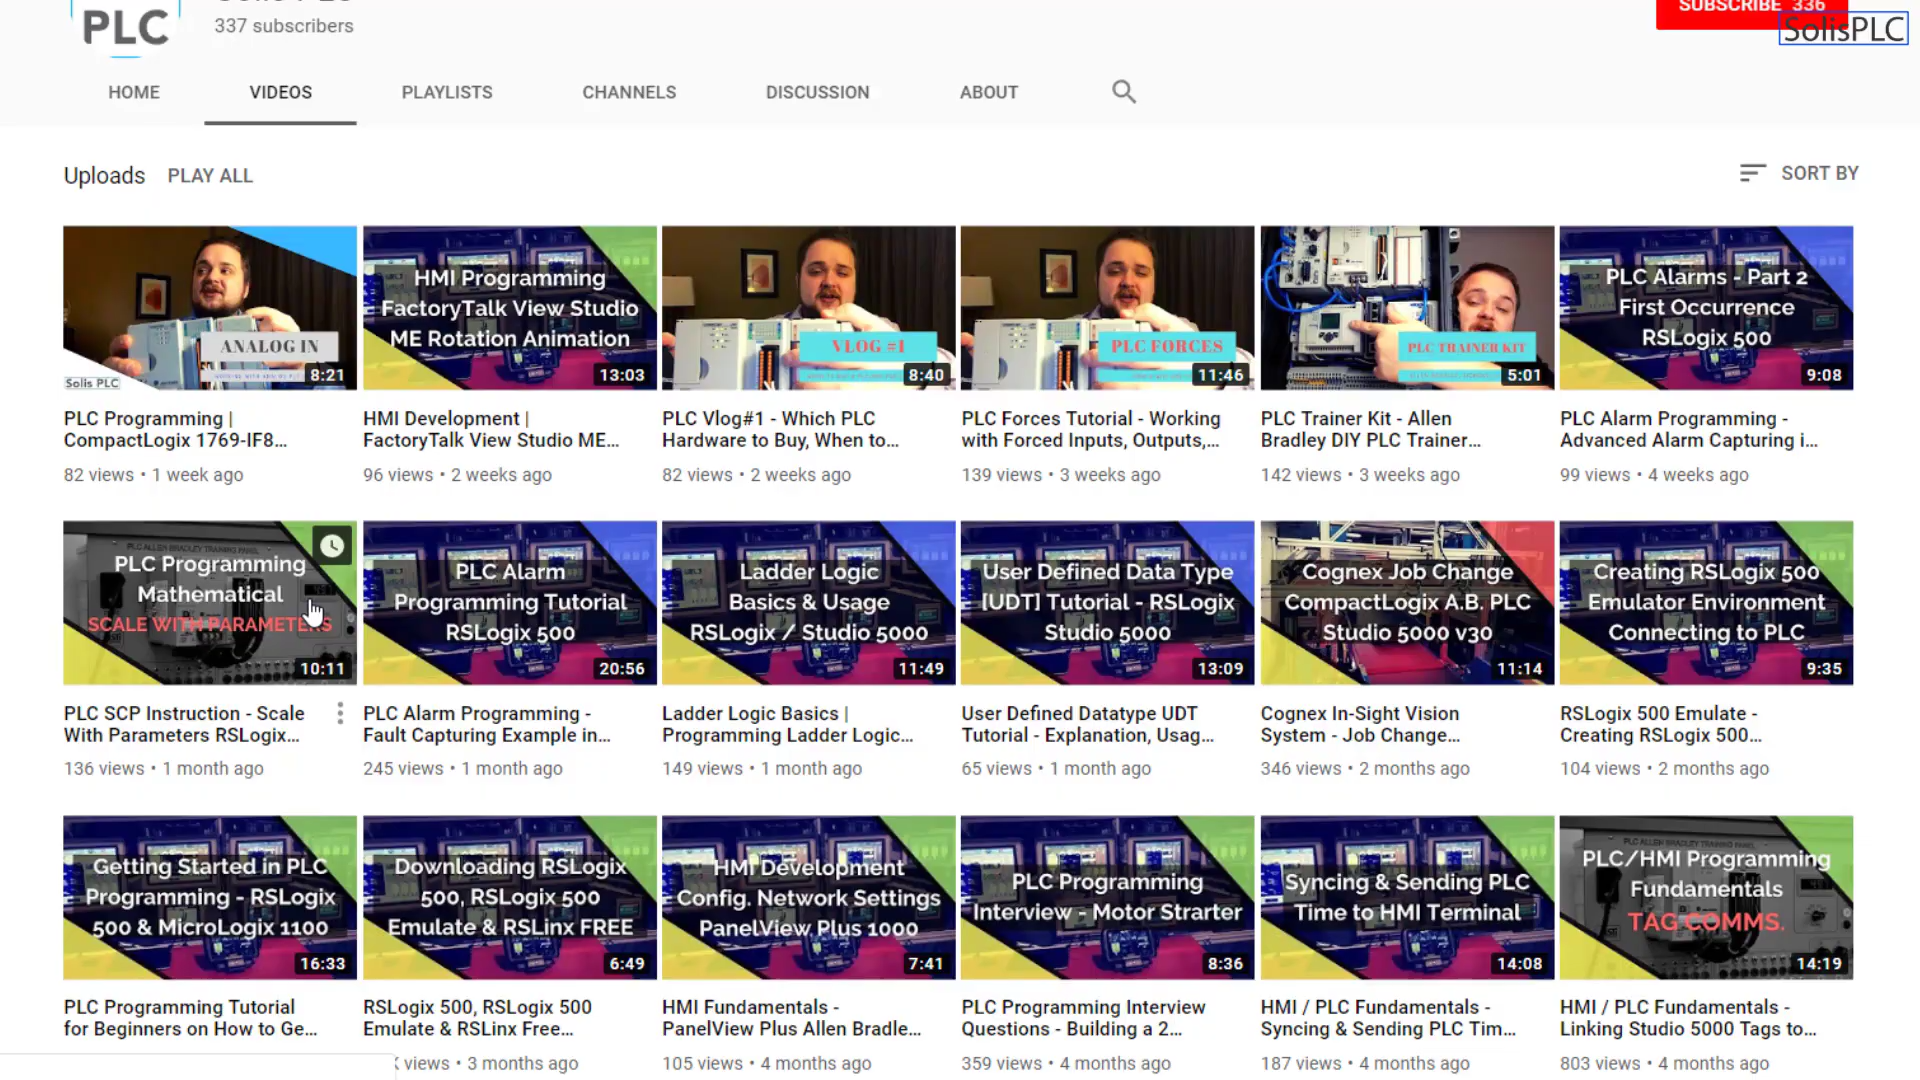 PLC
337 subscribers
SUBSCRIBE 336
SolisPLC
HOME
VIDEOS
PLAYLISTS
CHANNELS
DISCUSSION
ABOUT
Uploads
PLAY ALL
SORT BY
ANALOG IN
Solis PLC
8:21
HMI Programming
FactoryTalk View Studio
ME Rotation Animation
13:03
VLOG #1
8:40
PLC FORCES
11:46
PLC TRAINER KIT
5:01
PLC Alarms - Part 2
First Occurrence
RSLogix 500
9:08
PLC Programming |
CompactLogix 1769-IF8...
82 views • 1 week ago
HMI Development |
FactoryTalk View Studio ME...
96 views • 2 weeks ago
PLC Vlog#1 - Which PLC
Hardware to Buy, When to...
82 views • 2 weeks ago
PLC Forces Tutorial - Working
with Forced Inputs, Outputs,...
139 views • 3 weeks ago
PLC Trainer Kit - Allen
Bradley DIY PLC Trainer...
142 views • 3 weeks ago
PLC Alarm Programming -
Advanced Alarm Capturing i...
99 views • 4 weeks ago
PLC ALLEN BRADLEY TRAINING PANEL
PLC Programming
Mathematical
SCALE WITH PARAMETERS
10:11
PLC Alarm
Programming Tutorial
RSLogix 500
20:56
Ladder Logic
Basics & Usage
RSLogix / Studio 5000
11:49
User Defined Data Type
[UDT] Tutorial - RSLogix
Studio 5000
13:09
Cognex Job Change
CompactLogix A.B. PLC
Studio 5000 v30
11:14
Creating RSLogix 500
Emulator Environment
Connecting to PLC
9:35
PLC SCP Instruction - Scale
With Parameters RSLogix...
136 views • 1 month ago
PLC Alarm Programming -
Fault Capturing Example in...
245 views • 1 month ago
Ladder Logic Basics |
Programming Ladder Logic...
149 views • 1 month ago
User Defined Datatype UDT
Tutorial - Explanation, Usag...
65 views • 1 month ago
Cognex In-Sight Vision
System - Job Change...
346 views • 2 months ago
RSLogix 500 Emulate -
Creating RSLogix 500...
104 views • 2 months ago
Getting Started in PLC
Programming - RSLogix
500 & MicroLogix 1100
16:33
Downloading RSLogix
500, RSLogix 500
Emulate & RSLinx FREE
6:49
HMI Development
Config. Network Settings
PanelView Plus 1000
7:41
PLC Programming
Interview - Motor Strarter
8:36
Syncing & Sending PLC
Time to HMI Terminal
14:08
PLC ALLEN BRADLEY TRAINING PANEL
PLC/HMI Programming
Fundamentals
TAG COMMS.
14:19
PLC Programming Tutorial
for Beginners on How to Ge...
RSLogix 500, RSLogix 500
Emulate & RSLinx Free...
K views • 3 months ago
HMI Fundamentals -
PanelView Plus Allen Bradle...
105 views • 4 months ago
PLC Programming Interview
Questions - Building a 2...
359 views • 4 months ago
HMI / PLC Fundamentals -
Syncing & Sending PLC Tim...
187 views • 4 months ago
HMI / PLC Fundamentals -
Linking Studio 5000 Tags to...
803 views • 4 months ago